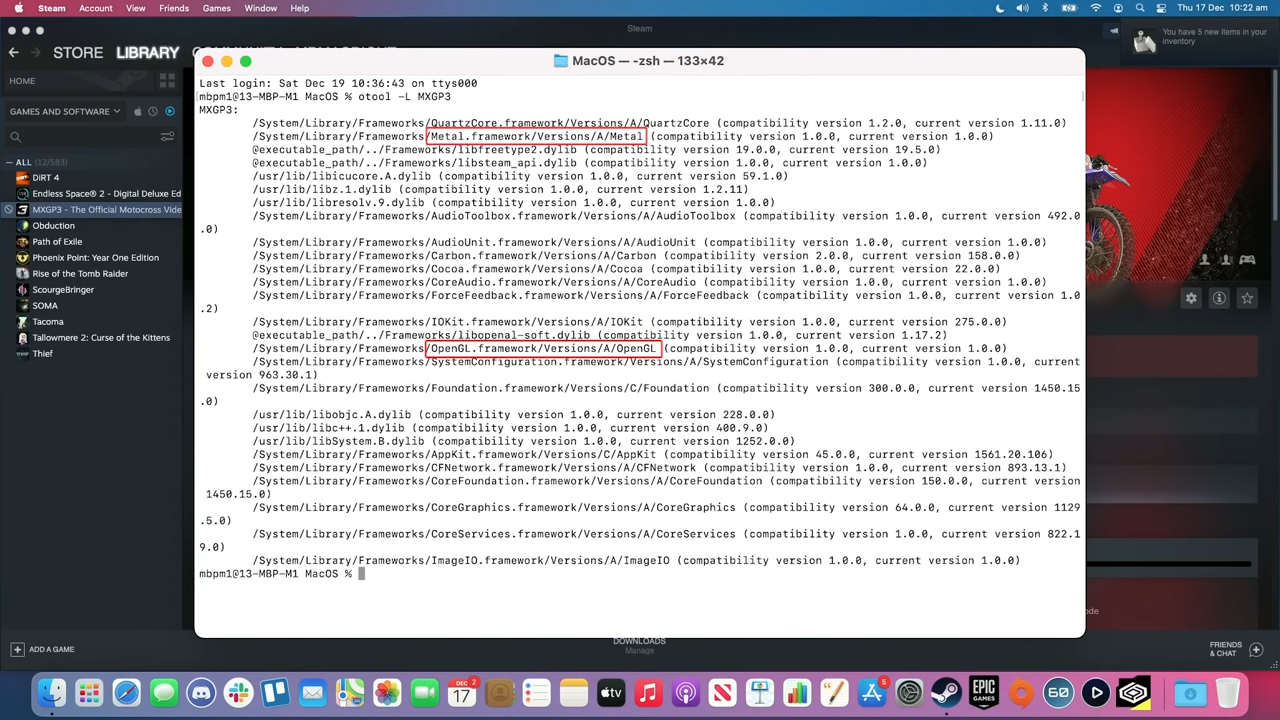 Steam Account View Friends Games Window Help
Thu 17 Dec 10:22 am
Steam
You have 5 new items in your
inventory
STORE LIBRARY
HOME
GAMES AND SOFTWARE
ALL (12/583)
DiRT 4
Endless Space® 2 - Digital Deluxe Ed
MXGP3 - The Official Motocross Vide
Obduction
Path of Exile
Phoenix Point: Year One Edition
Rise of the Tomb Raider
ScourgeBringer
SOMA
Tacoma
Tallowmere 2: Curse of the Kittens
Thief
MacOS — -zsh — 133×42
Last login: Sat Dec 19 10:36:43 on ttys000
mbpm1@13-MBP-M1 MacOS % otool -L MXGP3
MXGP3:
/System/Library/Frameworks/QuartzCore.framework/Versions/A/QuartzCore (compatibility version 1.2.0, current version 1.11.0)
/System/Library/Frameworks/Metal.framework/Versions/A/Metal (compatibility version 1.0.0, current version 1.0.0)
@executable_path/../Frameworks/libfreetype2.dylib (compatibility version 19.0.0, current version 19.5.0)
@executable_path/../Frameworks/libsteam_api.dylib (compatibility version 1.0.0, current version 1.0.0)
/usr/lib/libicucore.A.dylib (compatibility version 1.0.0, current version 59.1.0)
/usr/lib/libz.1.dylib (compatibility version 1.0.0, current version 1.2.11)
/usr/lib/libresolv.9.dylib (compatibility version 1.0.0, current version 1.0.0)
/System/Library/Frameworks/AudioToolbox.framework/Versions/A/AudioToolbox (compatibility version 1.0.0, current version 492.0
.0)
/System/Library/Frameworks/AudioUnit.framework/Versions/A/AudioUnit (compatibility version 1.0.0, current version 1.0.0)
/System/Library/Frameworks/Carbon.framework/Versions/A/Carbon (compatibility version 2.0.0, current version 158.0.0)
/System/Library/Frameworks/Cocoa.framework/Versions/A/Cocoa (compatibility version 1.0.0, current version 22.0.0)
/System/Library/Frameworks/CoreAudio.framework/Versions/A/CoreAudio (compatibility version 1.0.0, current version 1.0.0)
/System/Library/Frameworks/ForceFeedback.framework/Versions/A/ForceFeedback (compatibility version 1.0.0, current version 1.0
.2)
/System/Library/Frameworks/IOKit.framework/Versions/A/IOKit (compatibility version 1.0.0, current version 275.0.0)
@executable_path/../Frameworks/libopenal-soft.dylib (compatibility version 1.0.0, current version 1.17.2)
/System/Library/Frameworks/OpenGL.framework/Versions/A/OpenGL (compatibility version 1.0.0, current version 1.0.0)
/System/Library/Frameworks/SystemConfiguration.framework/Versions/A/SystemConfiguration (compatibility version 1.0.0, current
version 963.30.1)
/System/Library/Frameworks/Foundation.framework/Versions/C/Foundation (compatibility version 300.0.0, current version 1450.15
.0)
/usr/lib/libobjc.A.dylib (compatibility version 1.0.0, current version 228.0.0)
/usr/lib/libc++.1.dylib (compatibility version 1.0.0, current version 400.9.0)
/usr/lib/libSystem.B.dylib (compatibility version 1.0.0, current version 1252.0.0)
/System/Library/Frameworks/AppKit.framework/Versions/C/AppKit (compatibility version 45.0.0, current version 1561.20.106)
/System/Library/Frameworks/CFNetwork.framework/Versions/A/CFNetwork (compatibility version 1.0.0, current version 893.13.1)
/System/Library/Frameworks/CoreFoundation.framework/Versions/A/CoreFoundation (compatibility version 150.0.0, current version
1450.15.0)
/System/Library/Frameworks/CoreGraphics.framework/Versions/A/CoreGraphics (compatibility version 64.0.0, current version 1129
.5.0)
/System/Library/Frameworks/CoreServices.framework/Versions/A/CoreServices (compatibility version 1.0.0, current version 822.1
9.0)
/System/Library/Frameworks/ImageIO.framework/Versions/A/ImageIO (compatibility version 1.0.0, current version 1.0.0)
mbpm1@13-MBP-M1 MacOS %
ADD A GAME
DOWNLOADS
Manage
FRIENDS
& CHAT
DEC 2
17
tv
5
EPIC
GAMES